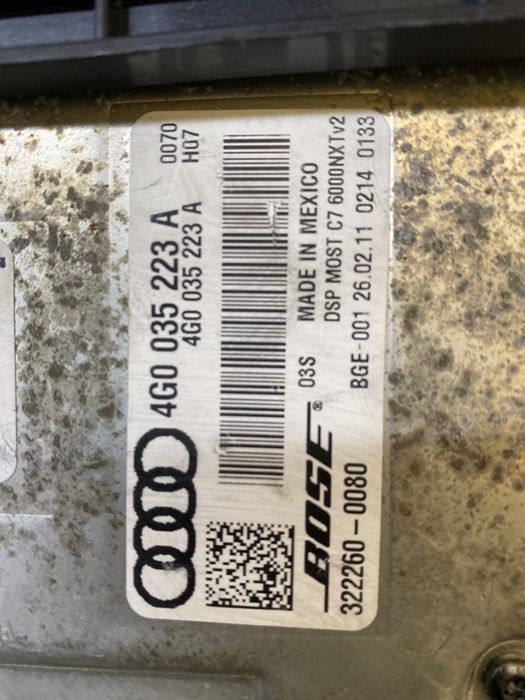 4G0 035 223 A 0070
4G0 035 223 A H07
03S MADE IN MEXICO
BOSE® DSP MOST C7 6000NXTv2
322260-0080 BGE-001 26.02.11 0214 0133